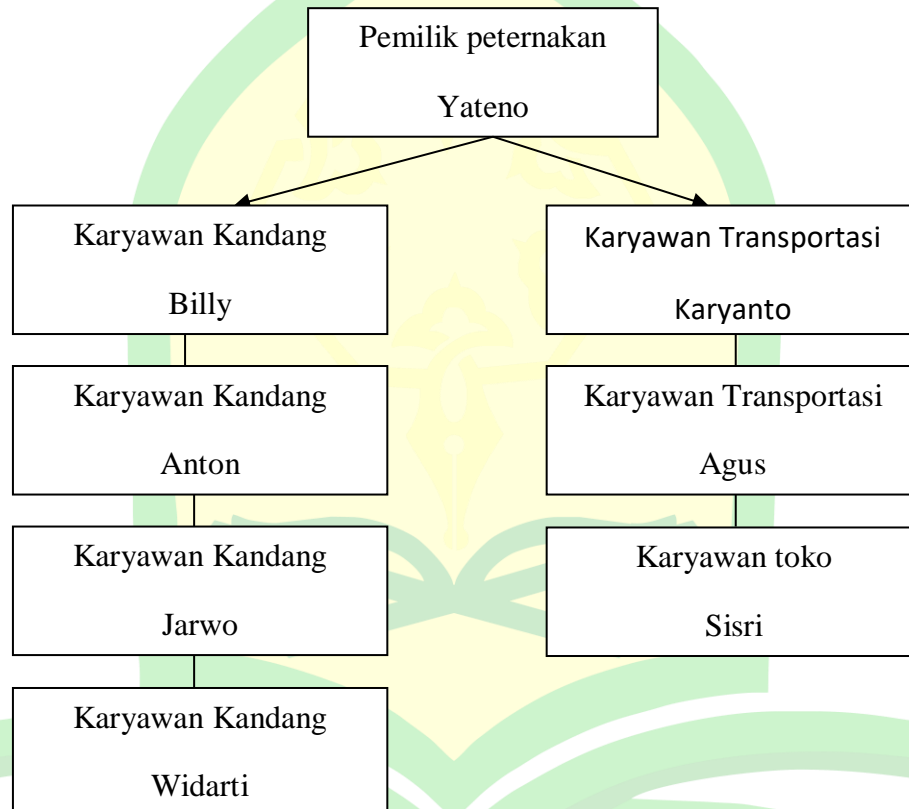 Pemilik peternakan
Yateno
Karyawan Kandang
Billy
Karyawan Transportasi
Karyanto
Karyawan Kandang
Anton
Karyawan Transportasi
Agus
Karyawan Kandang
Jarwo
Karyawan toko
Sisri
Karyawan Kandang
Widarti